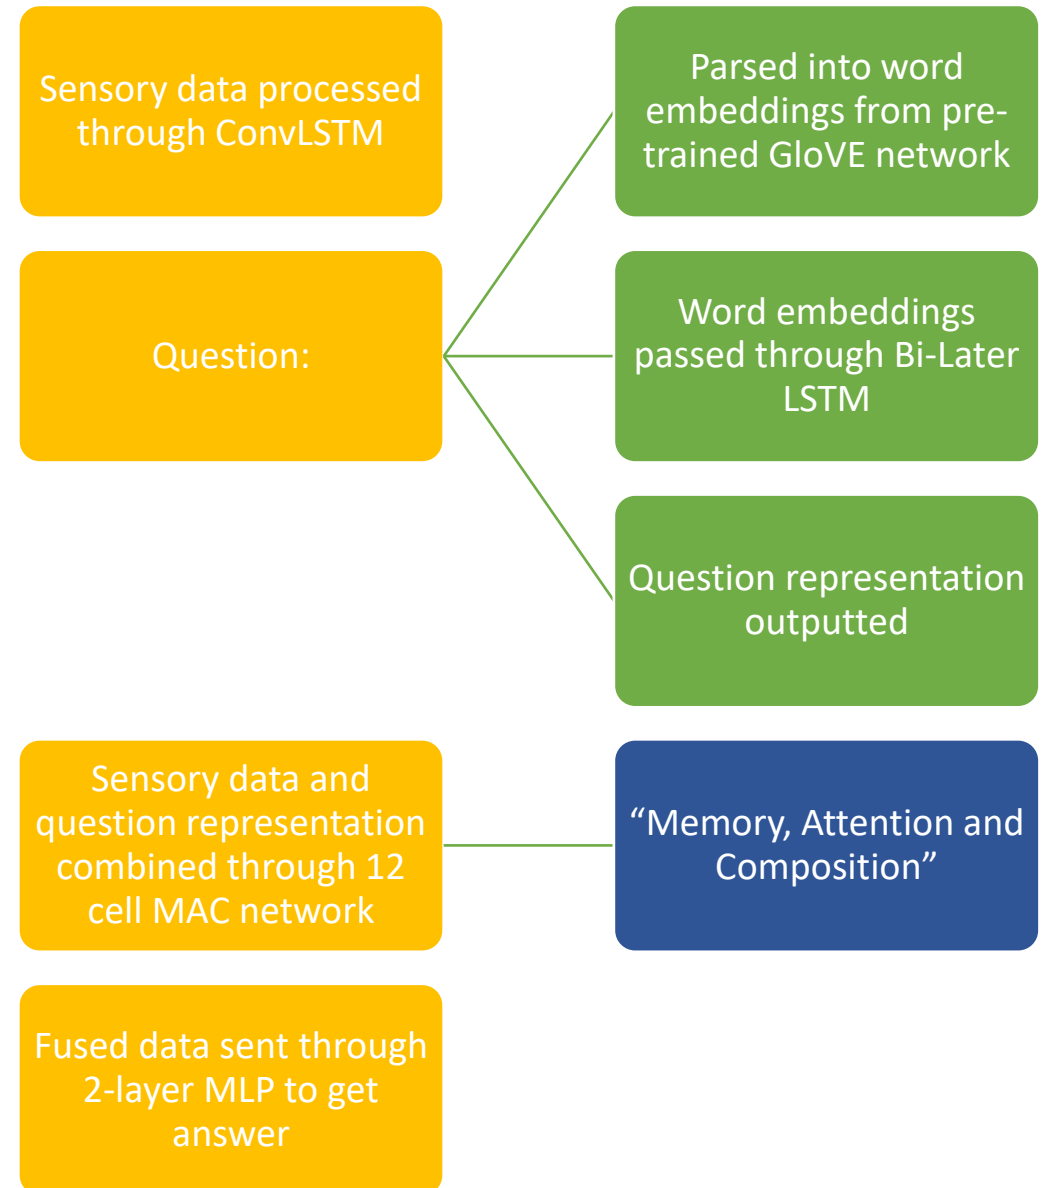 Sensory data processed
through ConvLSTM
Parsed into word
embeddings from pre-
trained GloVE network
Question:
Word embeddings
passed through Bi-Later
LSTM
Question representation
outputted
Sensory data and
question representation
combined through 12
cell MAC network
“Memory, Attention and
Composition”
Fused data sent through
2-layer MLP to get
answer